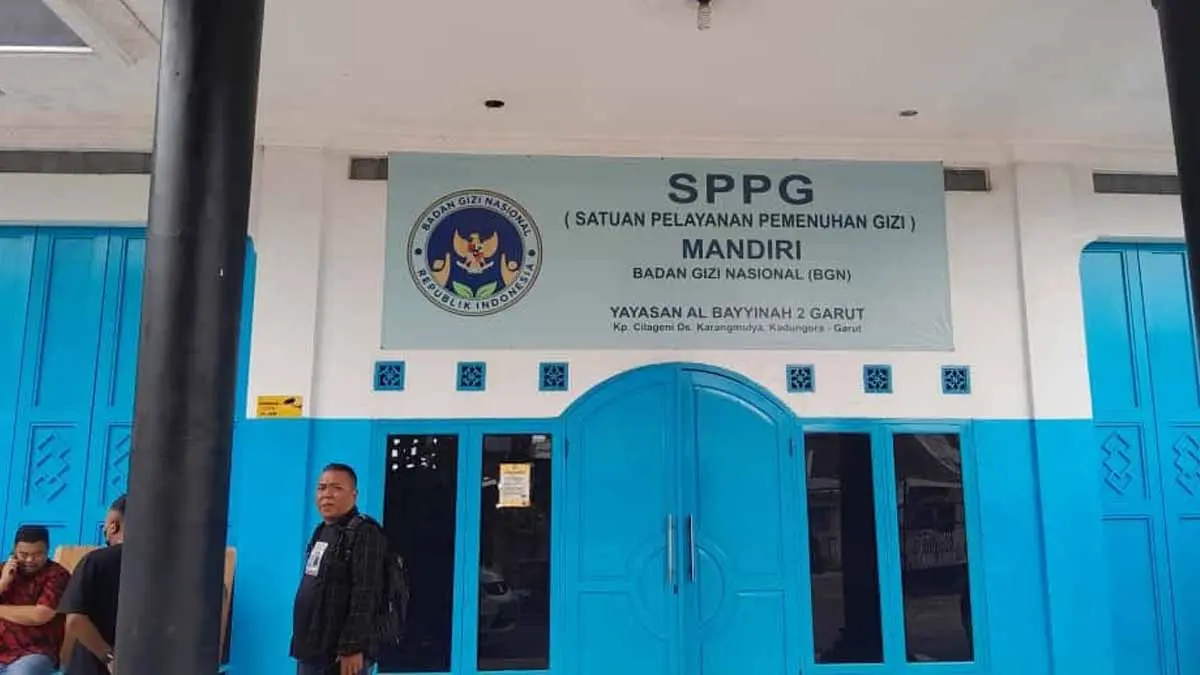 BADAN GIZI NASIONAL
REPUBLIK INDONESIA
SPPG
( SATUAN PELAYANAN PEMENUHAN GIZI )
MANDIRI
BADAN GIZI NASIONAL (BGN)
YAYASAN AL BAYYINAH 2 GARUT
Kp. Cilageni Ds. Karangmulya, Kadungora - Garut